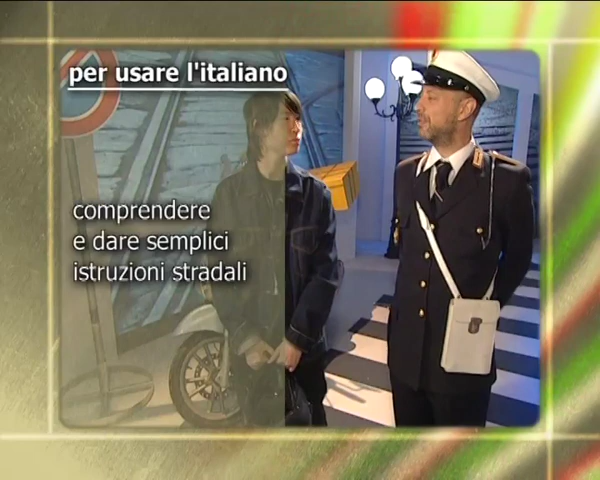 per usare l'italiano
comprendere
e dare semplici
istruzioni stradali